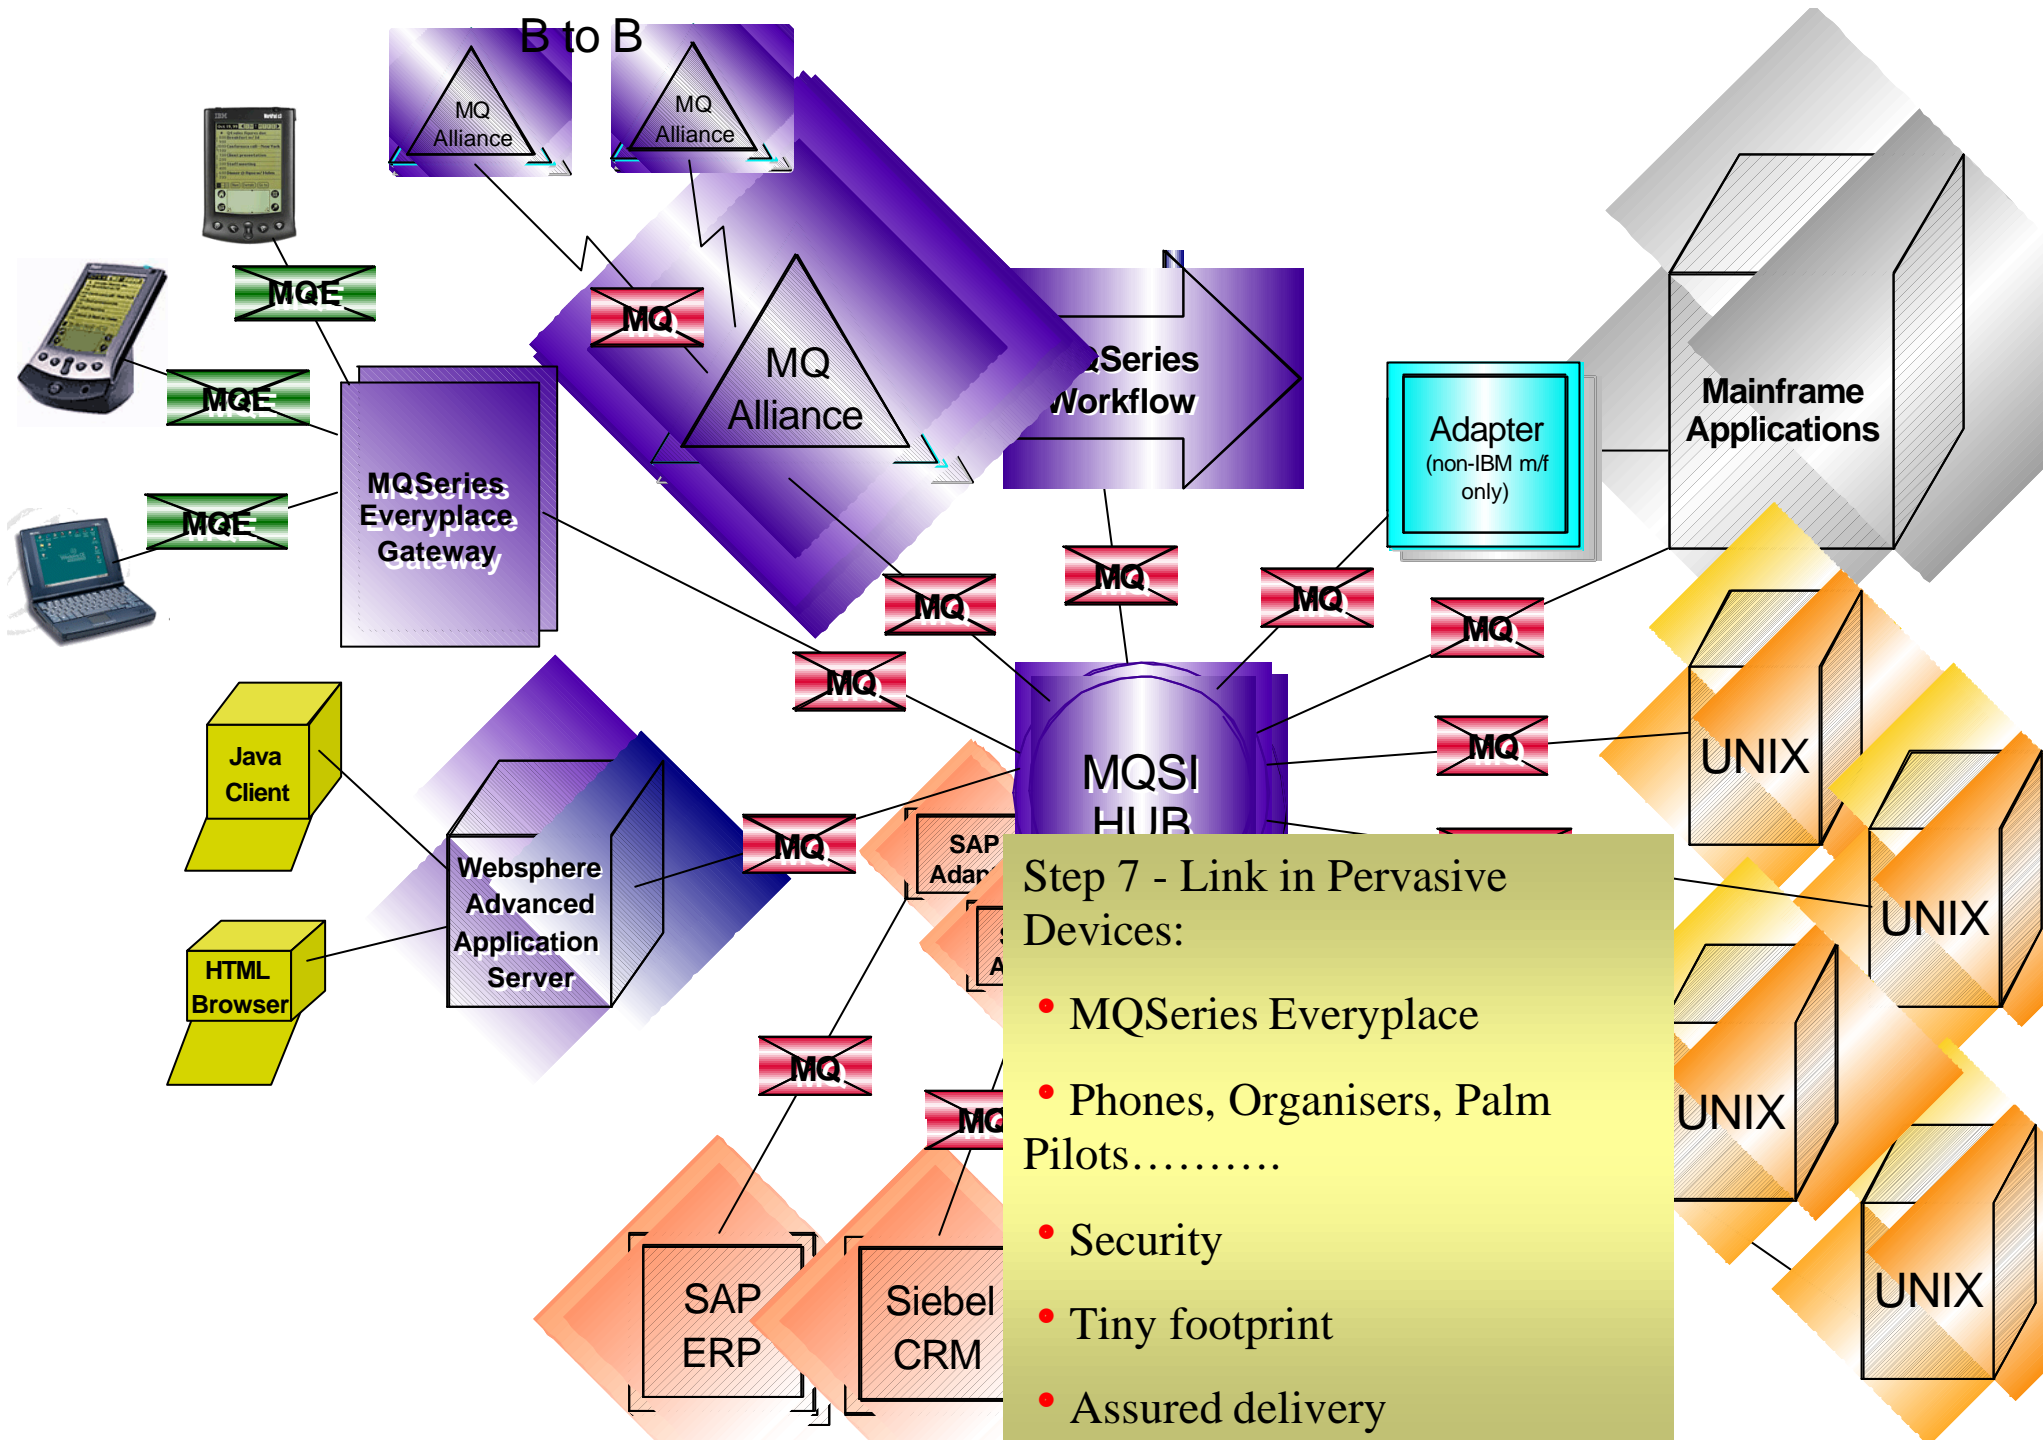 B to B
MQ
Alliance
MQ
Alliance
MQE
MQE
MQE
MQSeries
Everyplace
Gateway
MQ
MQ
Alliance
Series
Workflow
Adapter
(non-IBM m/f
only)
Mainframe
Applications
MQ
MQ
MQ
MQ
MQ
MQ
MQ
Java
Client
HTML
Browser
Websphere
Advanced
Application
Server
MQSI
HUB
SAP
UNIX
UNIX
UNIX
UNIX
MQ
MQ
SAP
ERP
Siebel
CRM
Step 7 - Link in Pervasive
Devices:
• MQSeries Everyplace
• Phones, Organisers, Palm
Pilots……….
• Security
• Tiny footprint
• Assured delivery